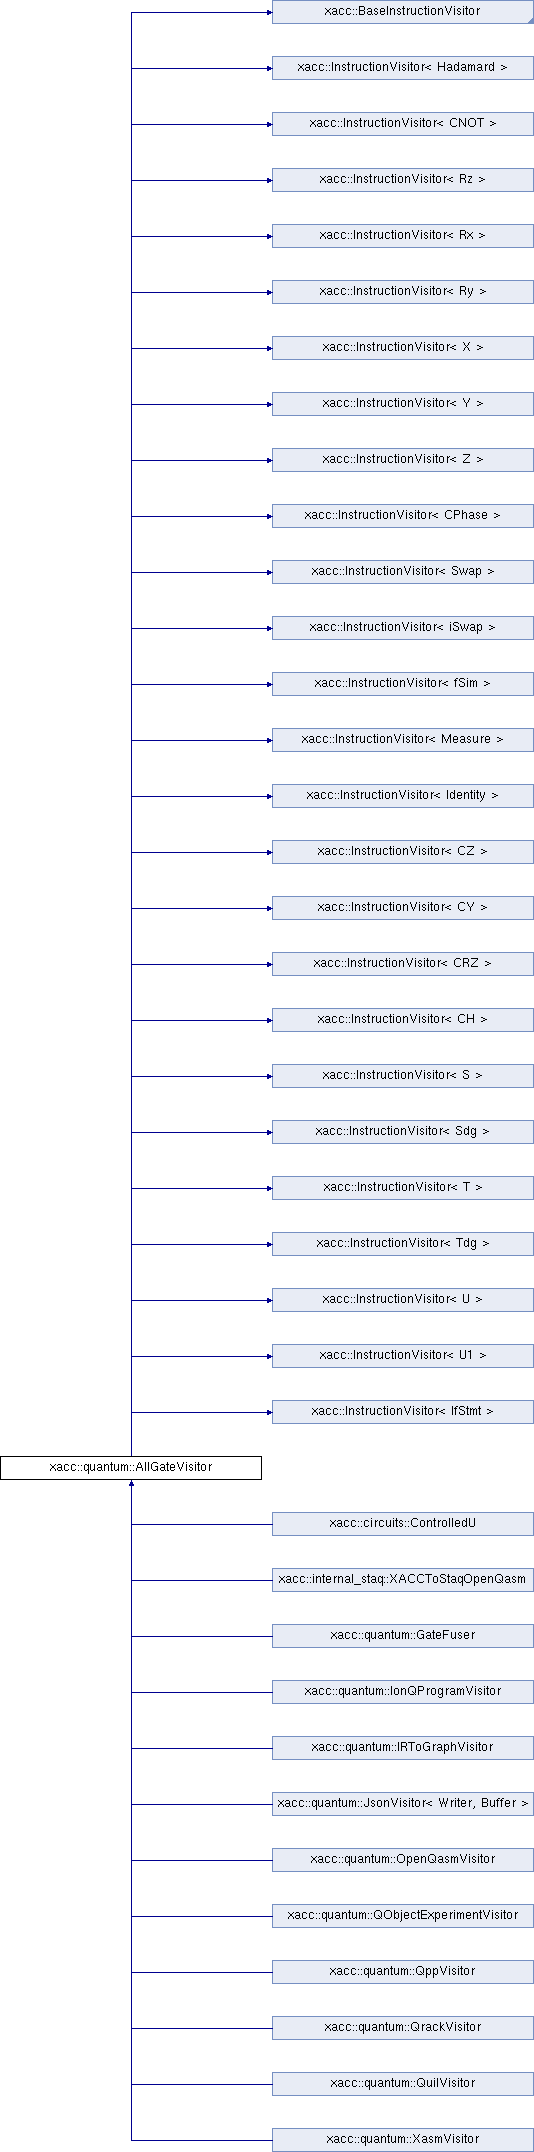 xacc::BaseInstructionVisitor
xacc::InstructionVisitor< Hadamard >
xacc::InstructionVisitor< CNOT >
xacc::InstructionVisitor< Rz >
xacc::InstructionVisitor< Rx >
xacc::InstructionVisitor< Ry >
xacc::InstructionVisitor< X >
xacc::InstructionVisitor< Y >
xacc::InstructionVisitor< Z >
xacc::InstructionVisitor< CPhase >
xacc::InstructionVisitor< Swap >
xacc::InstructionVisitor< iSwap >
xacc::InstructionVisitor< fSim >
xacc::InstructionVisitor< Measure >
xacc::InstructionVisitor< Identity >
xacc::InstructionVisitor< CZ >
xacc::InstructionVisitor< CY >
xacc::InstructionVisitor< CRZ >
xacc::InstructionVisitor< CH >
xacc::InstructionVisitor< S >
xacc::InstructionVisitor< Sdg >
xacc::InstructionVisitor< T >
xacc::InstructionVisitor< Tdg >
xacc::InstructionVisitor< U >
xacc::InstructionVisitor< U1 >
xacc::InstructionVisitor< IfStmt >
xacc::quantum::AllGateVisitor
xacc::circuits::ControlledU
xacc::internal_staq::XACCToStaqOpenQasm
xacc::quantum::GateFuser
xacc::quantum::IonQProgramVisitor
xacc::quantum::IRToGraphVisitor
xacc::quantum::JsonVisitor< Writer, Buffer >
xacc::quantum::OpenQasmVisitor
xacc::quantum::QObjectExperimentVisitor
xacc::quantum::QppVisitor
xacc::quantum::QrackVisitor
xacc::quantum::QuilVisitor
xacc::quantum::XasmVisitor